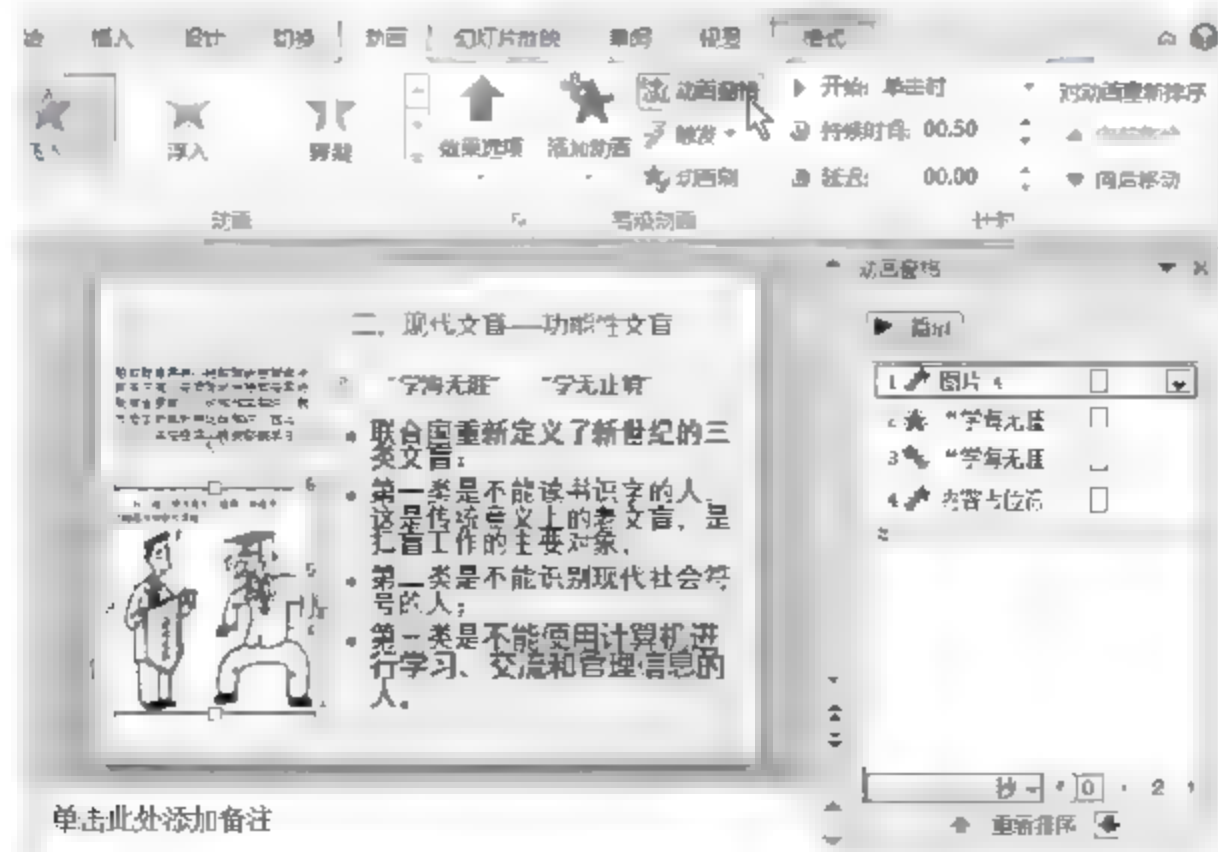 插入 设计 切换 动画 幻灯片放映 审阅 视图 格式
飞入 浮入 劈裂 效果选项 添加动画
动画窗格
触发
动画刷
开始: 单击时
持续时间: 00.50
延迟: 00.00
对动画重新排序
向前移动
向后移动
动画 高级动画 计时
动画窗格
播放
1 图片 4
2 “学海无涯
3 “学海无涯
4 内容占位符
二、现代文盲—功能性文盲
“学海无涯” “学无止境”
• 联合国重新定义了新世纪的三
类文盲:
• 第一类是不能读书识字的人,
这是传统意义上的老文盲,是
扫盲工作的主要对象,
• 第二类是不能识别现代社会符
号的人;
• 第三类是不能使用计算机进
行学习、交流和管理信息的
人。
秒 0 2
重新排序
单击此处添加备注